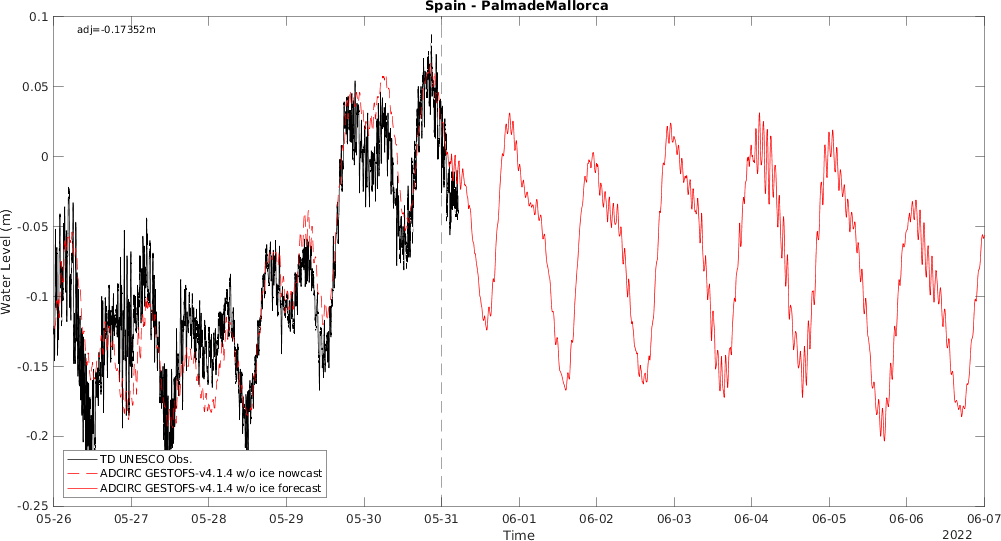 Spain - PalmadeMallorca
adj=-0.17352m
0.1
0.05
0
-0.05
-0.1
-0.15
-0.2
-0.25
Water Level (m)
TD UNESCO Obs.
ADCIRC GESTOFS-v4.1.4 w/o ice nowcast
ADCIRC GESTOFS-v4.1.4 w/o ice forecast
05-26 05-27 05-28 05-29 05-30 05-31 06-01 06-02 06-03 06-04 06-05 06-06 06-07
Time
2022